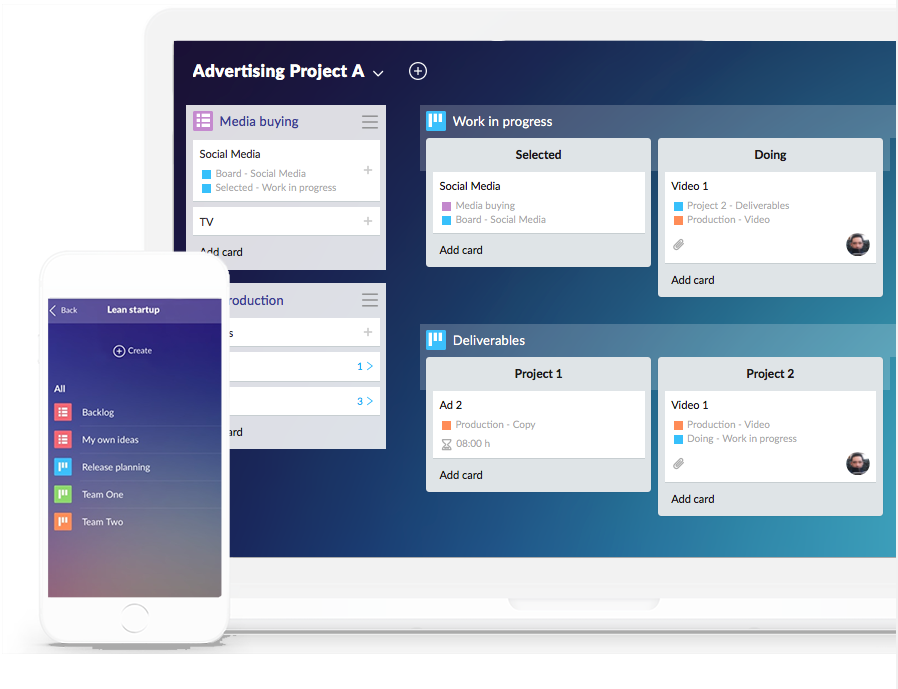 Advertising Project A
Media buying
Social Media
Board - Social Media
Selected - Work in progress
TV
Add card
roduction
s
1 >
3 >
ard
Work in progress
Selected
Social Media
Media buying
Board - Social Media
Add card
Doing
Video 1
Project 2 - Deliverables
Production - Video
Add card
Deliverables
Project 1
Ad 2
Production - Copy
08:00 h
Add card
Project 2
Video 1
Production - Video
Doing - Work in progress
Add card
Back
Lean startup
Create
All
Backlog
My own ideas
Release planning
Team One
Team Two